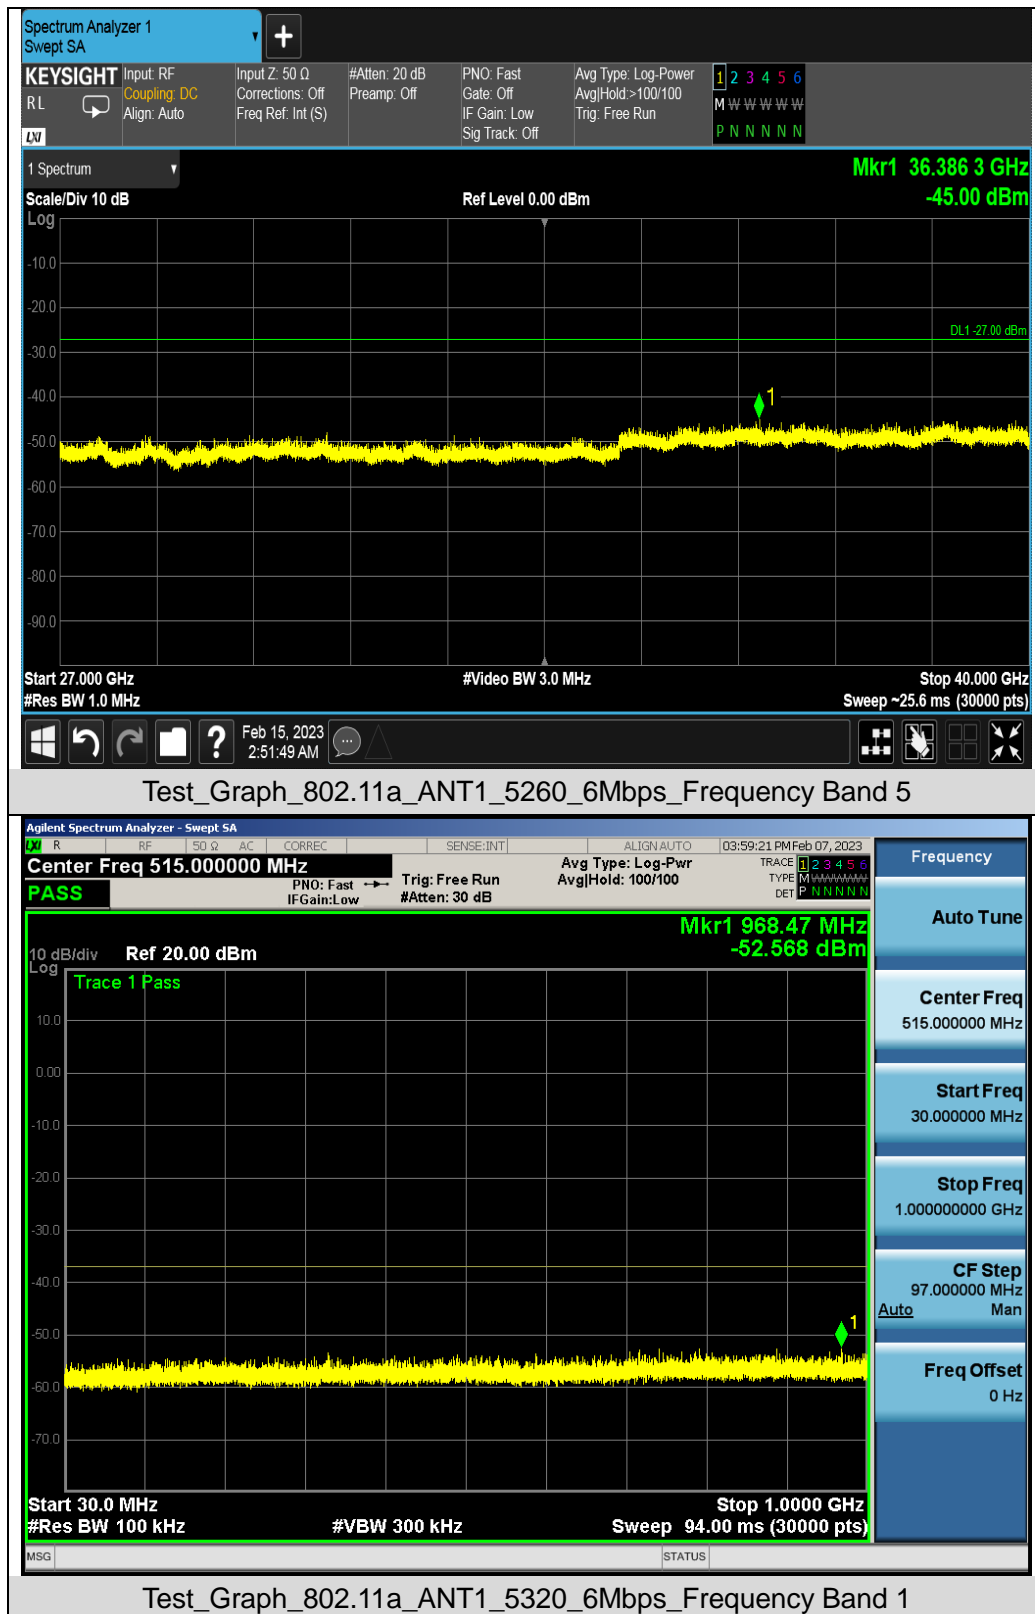 Spectrum Analyzer 1
Swept SA
KEYSIGHT Input: RF Input Z: 50 Ω #Atten: 20 dB PNO: Fast Avg Type: Log-Power 1 2 3 4 5 6
R L Coupling: DC Corrections: Off Preamp: Off Gate: Off Avg|Hold:>100/100 M W W W W W
Align: Auto Freq Ref: Int (S) IF Gain: Low Trig: Free Run
LXI Sig Track: Off P N N N N N
1 Spectrum Mkr1 36.386 3 GHz
Scale/Div 10 dB Ref Level 0.00 dBm -45.00 dBm
Log
-10.0
-20.0
DL1 -27.00 dBm
-30.0
-40.0
1
-50.0
-60.0
-70.0
-80.0
-90.0
Start 27.000 GHz #Video BW 3.0 MHz Stop 40.000 GHz
#Res BW 1.0 MHz Sweep ~25.6 ms (30000 pts)
Feb 15, 2023
2:51:49 AM
Test_Graph_802.11a_ANT1_5260_6Mbps_Frequency Band 5
Agilent Spectrum Analyzer - Swept SA
LXI R RF 50 Ω AC CORREC SENSE:INT ALIGN AUTO 03:59:21 PM Feb 07, 2023
Center Freq 515.000000 MHz Avg Type: Log-Pwr TRACE 1 2 3 4 5 6
PASS PNO: Fast Trig: Free Run Avg|Hold: 100/100 TYPE M W W W W W
IFGain:Low #Atten: 30 dB DET P N N N N N
Mkr1 968.47 MHz
10 dB/div Ref 20.00 dBm -52.568 dBm
Log
Trace 1 Pass
10.0
0.00
-10.0
-20.0
-30.0
-40.0
1
-50.0
-60.0
-70.0
Start 30.0 MHz Stop 1.0000 GHz
#Res BW 100 kHz #VBW 300 kHz Sweep 94.00 ms (30000 pts)
MSG STATUS
Frequency
Auto Tune
Center Freq
515.000000 MHz
Start Freq
30.000000 MHz
Stop Freq
1.000000000 GHz
CF Step
97.000000 MHz
Auto Man
Freq Offset
0 Hz
Test_Graph_802.11a_ANT1_5320_6Mbps_Frequency Band 1